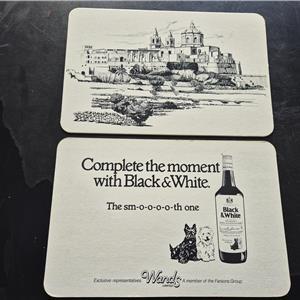 Complete the moment
with Black & White.
The sm-o-o-o-o-th one
Black
& White
Exclusive representatives Wands A member of the Farsons Group